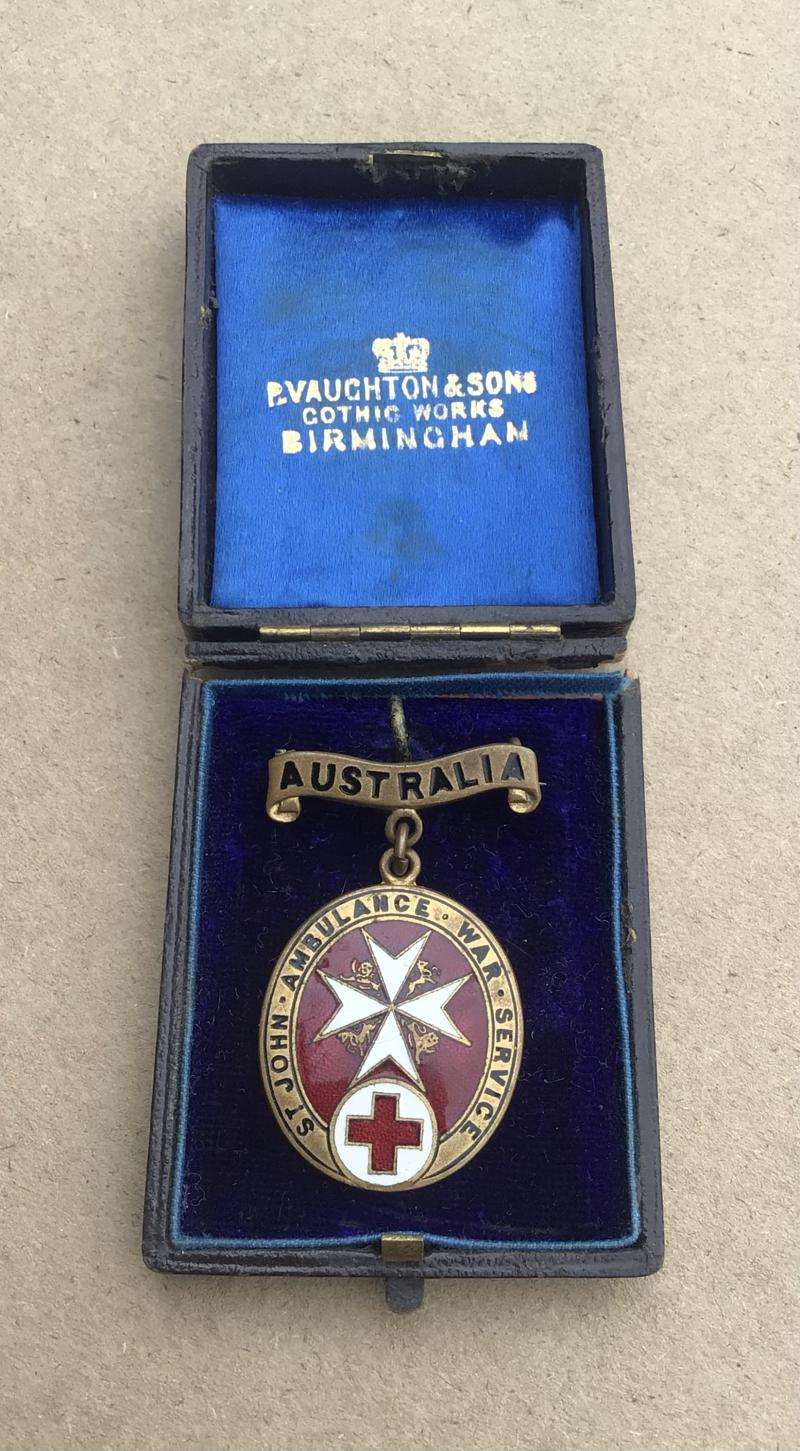 P. VAUGHTON & SONS
GOTHIC WORKS
BIRMINGHAM
AUSTRALIA
ST JOHN · AMBULANCE · WAR · SERVICE